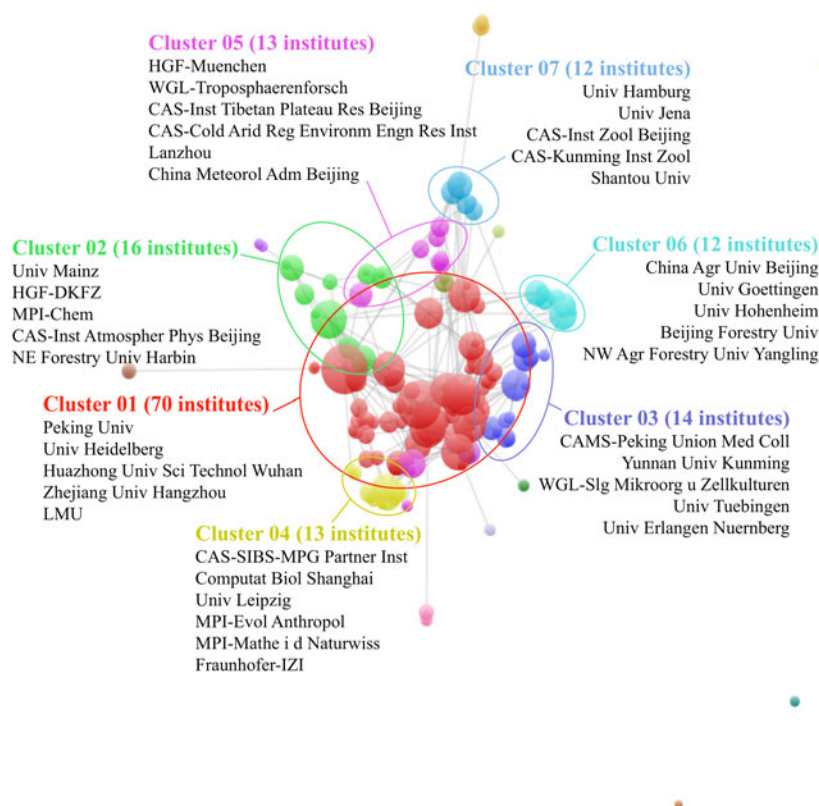 Cluster 05 (13 institutes)
HGF-Muenchen
WGL-Troposphaerenforsch
CAS-Inst Tibetan Plateau Res Beijing
CAS-Cold Arid Reg Environm Engn Res Inst
Lanzhou
China Meteorol Adm Beijing
Cluster 07 (12 institutes)
Univ Hamburg
Univ Jena
CAS-Inst Zool Beijing
CAS-Kunming Inst Zool
Shantou Univ
Cluster 02 (16 institutes)
Univ Mainz
HGF-DKFZ
MPI-Chem
CAS-Inst Atmospher Phys Beijing
NE Forestry Univ Harbin
Cluster 06 (12 institutes)
China Agr Univ Beijing
Univ Goettingen
Univ Hohenheim
Beijing Forestry Univ
NW Agr Forestry Univ Yangling
Cluster 01 (70 institutes)
Peking Univ
Univ Heidelberg
Huazhong Univ Sci Technol Wuhan
Zhejiang Univ Hangzhou
LMU
Cluster 03 (14 institutes)
CAMS-Peking Union Med Coll
Yunnan Univ Kunming
WGL-Slg Mikroorg u Zellkulturen
Univ Tuebingen
Univ Erlangen Nuernberg
Cluster 04 (13 institutes)
CAS-SIBS-MPG Partner Inst
Computat Biol Shanghai
Univ Leipzig
MPI-Evol Anthropol
MPI-Mathe i d Naturwiss
Fraunhofer-IZI